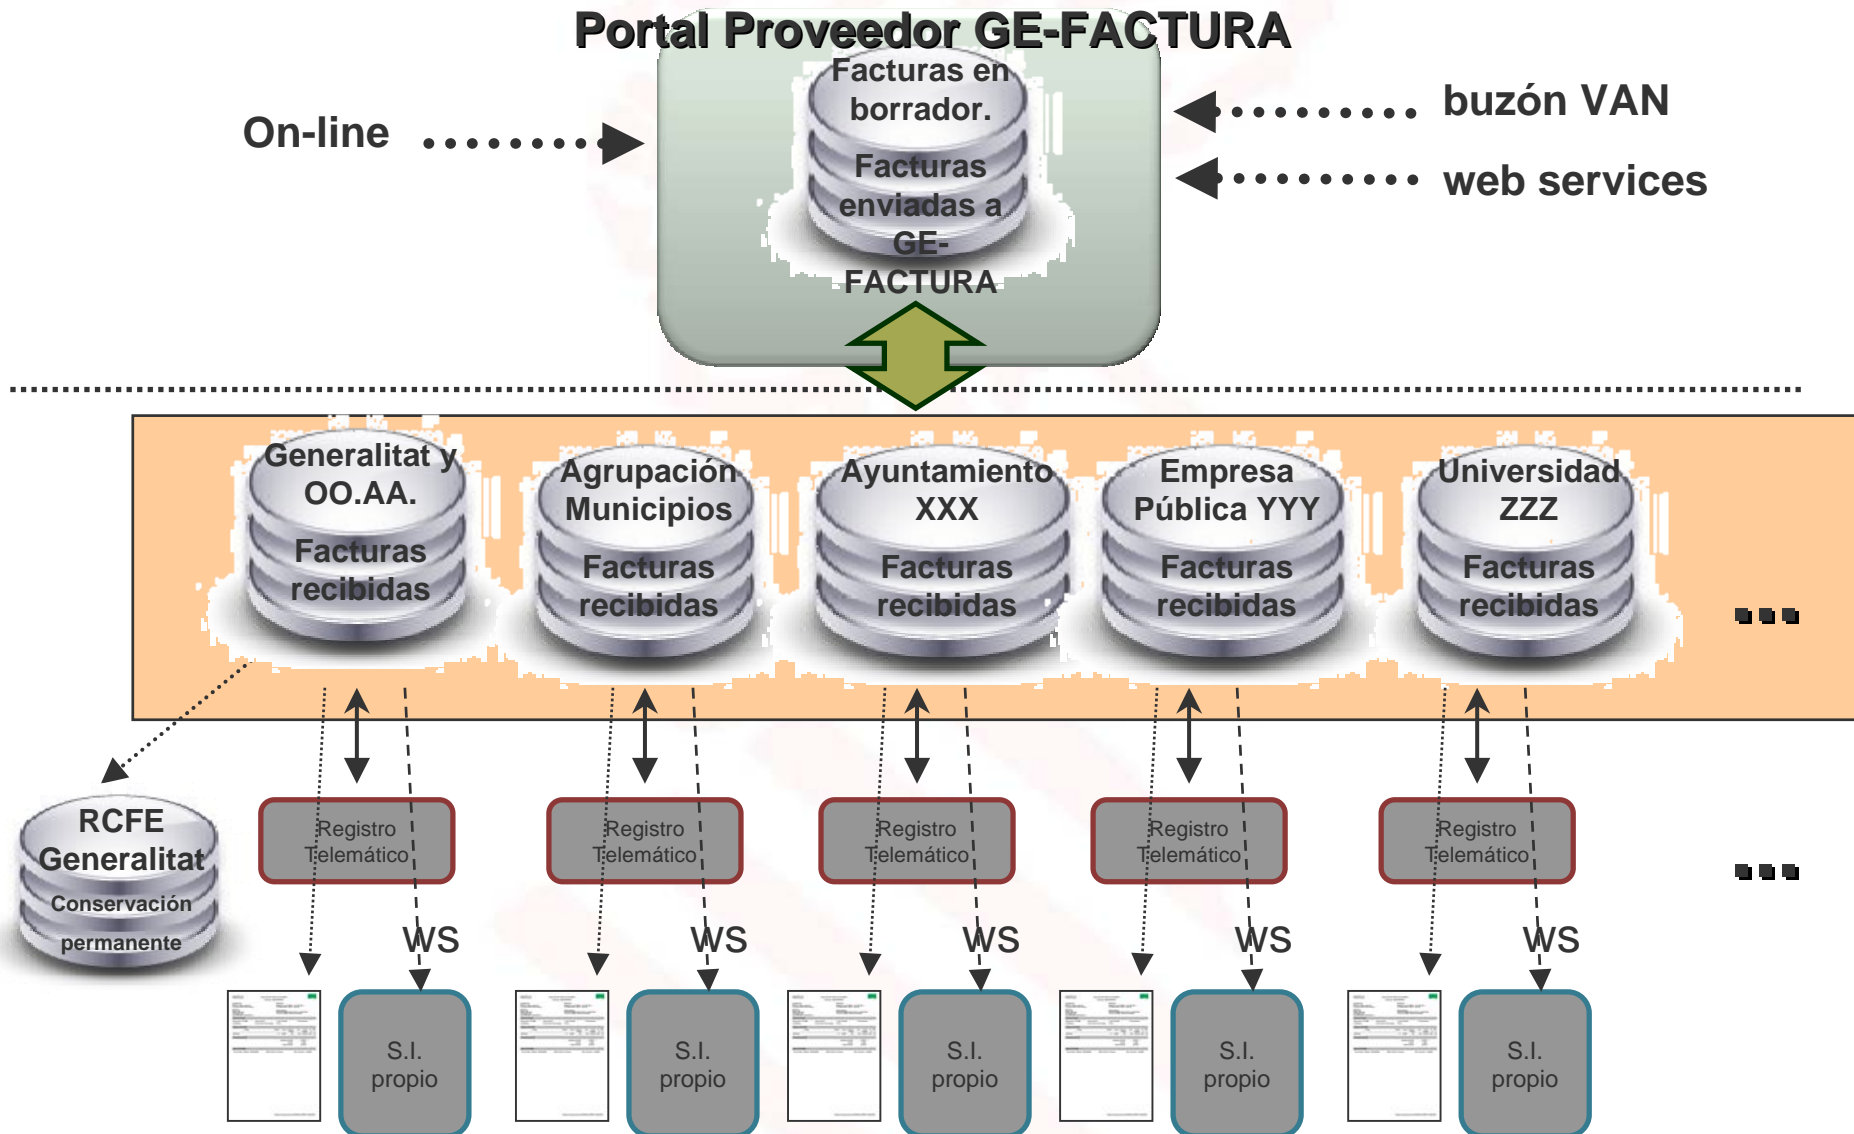 Portal Proveedor GE-FACTURA
Facturas en
borrador.
Facturas
enviadas a
GE-
FACTURA
On-line
buzón VAN
web services
Generalitat y
OO.AA.
Facturas
recibidas
Agrupación
Municipios
Facturas
recibidas
Ayuntamiento
XXX
Facturas
recibidas
Empresa
Pública YYY
Facturas
recibidas
Universidad
ZZZ
Facturas
recibidas
...
RCFE
Generalitat
Conservación
permanente
Registro
Telemático
Registro
Telemático
Registro
Telemático
Registro
Telemático
Registro
Telemático
...
WS
WS
WS
WS
WS
S.I.
propio
S.I.
propio
S.I.
propio
S.I.
propio
S.I.
propio